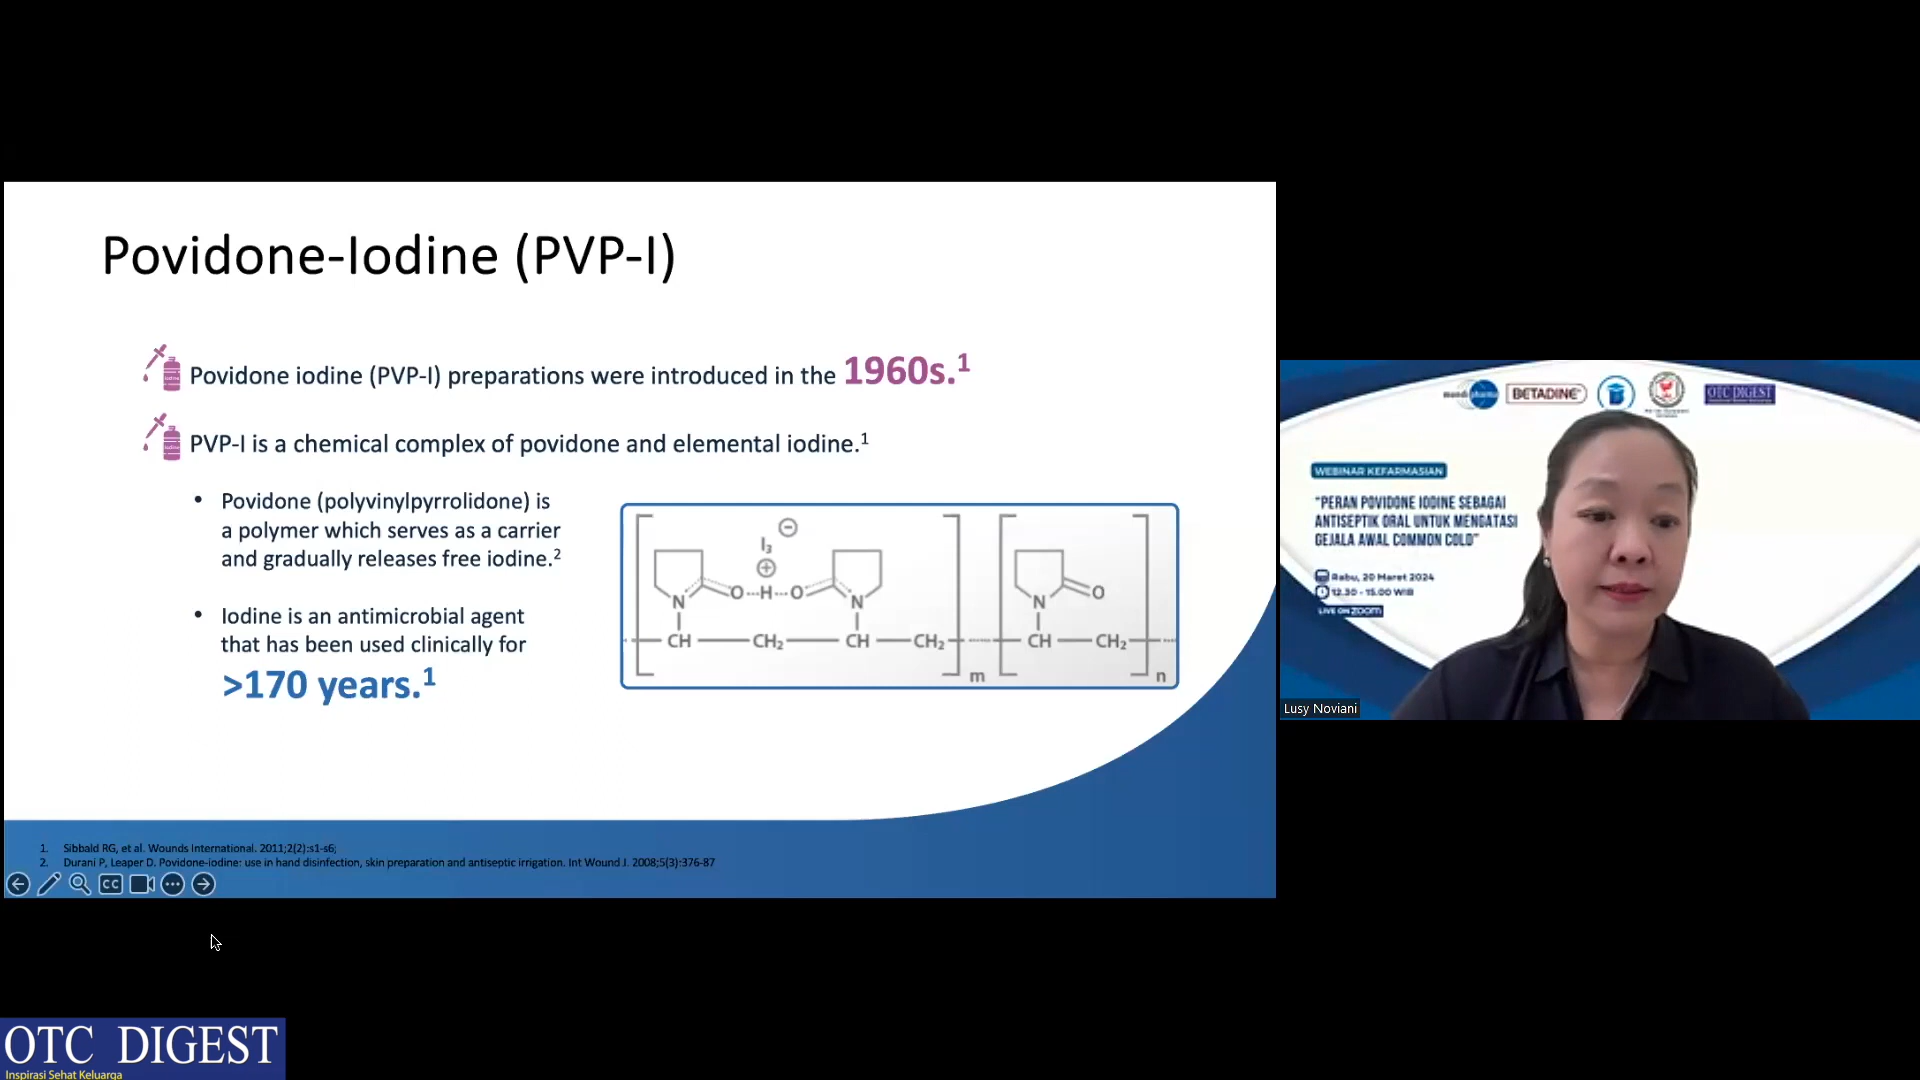 Povidone-Iodine (PVP-I)
Povidone iodine (PVP-I) preparations were introduced in the 1960s.1
PVP-I is a chemical complex of povidone and elemental iodine.1
• Povidone (polyvinylpyrrolidone) is
a polymer which serves as a carrier
and gradually releases free iodine.2
• Iodine is an antimicrobial agent
that has been used clinically for
>170 years.1
I3
O H O O
N N N
CH CH2 CH CH2 CH CH2
m n
1. Sibbald RG, et al. Wounds International. 2011;2(2):s1-s6;
2. Durani P, Leaper D. Povidone-iodine: use in hand disinfection, skin preparation and antiseptic irrigation. Int Wound J. 2008;5(3):376-87
CC
mundipharma BETADINE OTC DIGEST
WEBINAR KEFARMASIAN
"PERAN POVIDONE IODINE SEBAGAI
ANTISEPTIK ORAL UNTUK MENGATASI
GEJALA AWAL COMMON COLD"
Rabu, 20 Maret 2024
12.30 - 15.00 WIB
LIVE ON zoom
Lusy Noviani
OTC DIGEST
Inspirasi Sehat Keluarga